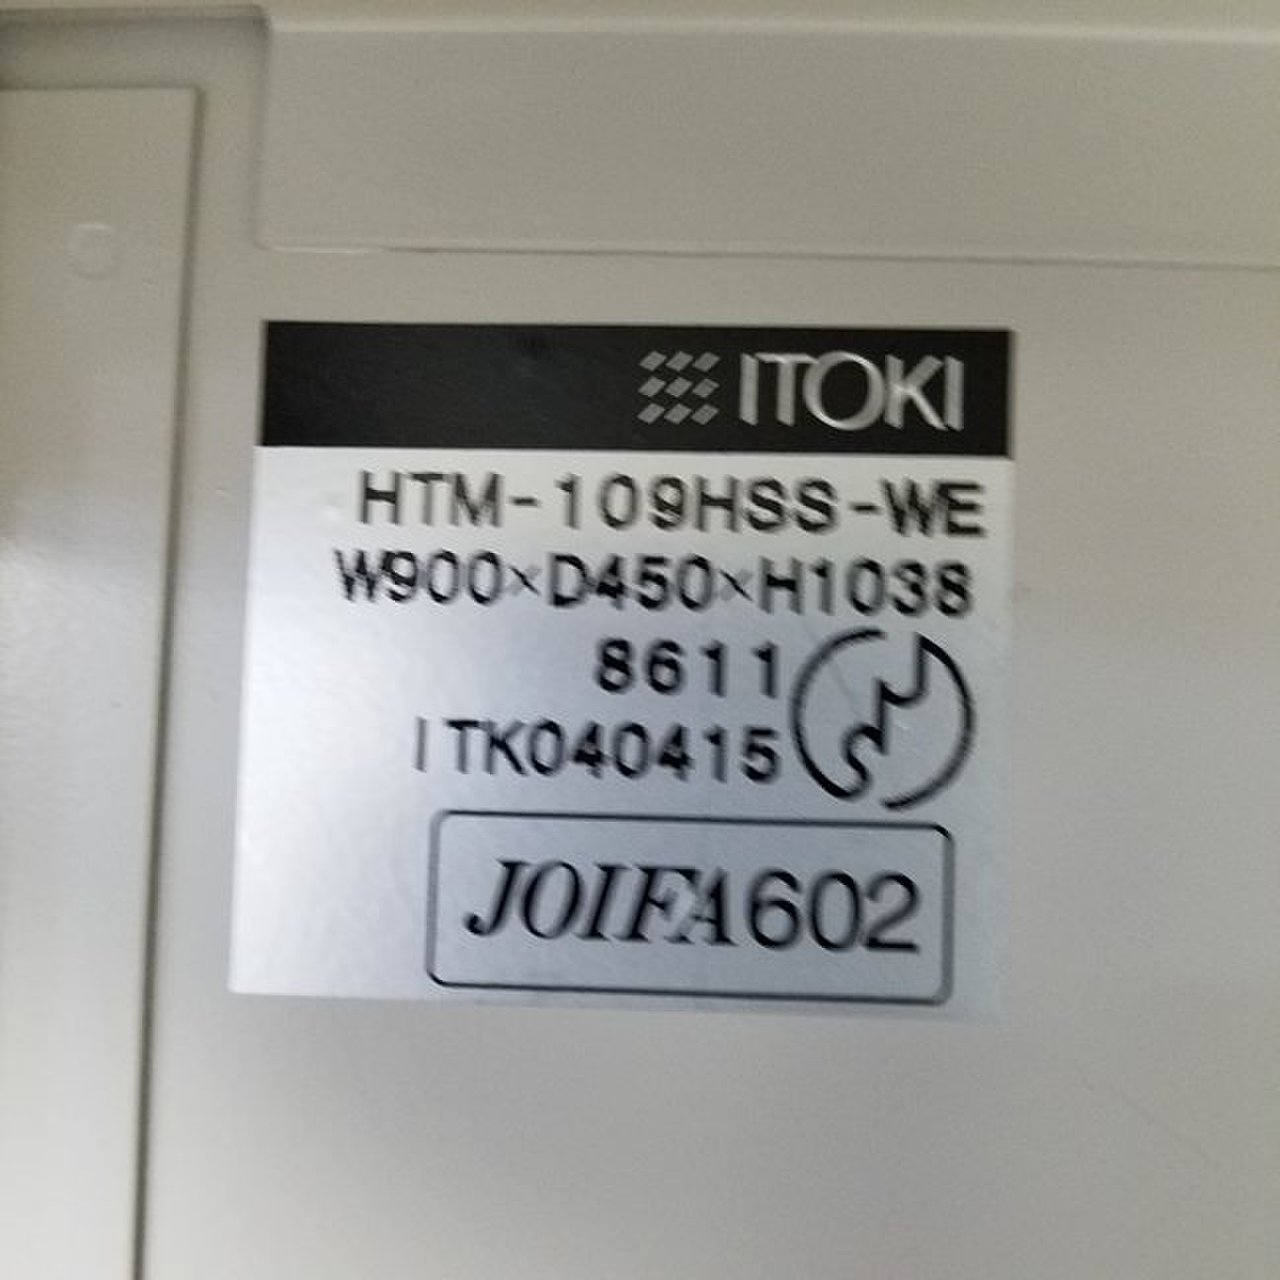 ITOKI
HTM-109HSS-WE
W900×D450×H1038
8611
ITK040415
JOIFA602